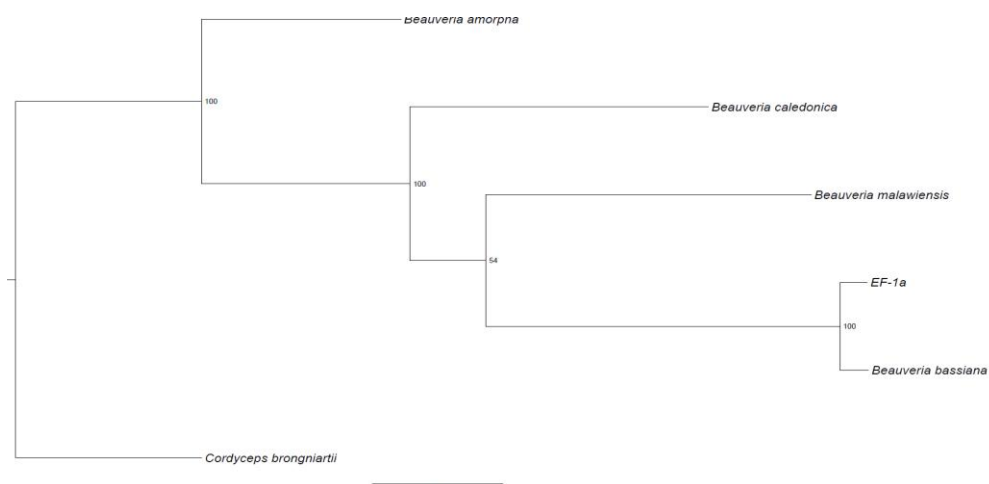 Beauveria amorpha
100
Beauveria caledonica
100
Beauveria malawiensis
54
EF-1a
100
Beauveria bassiana
Cordyceps brongniartii